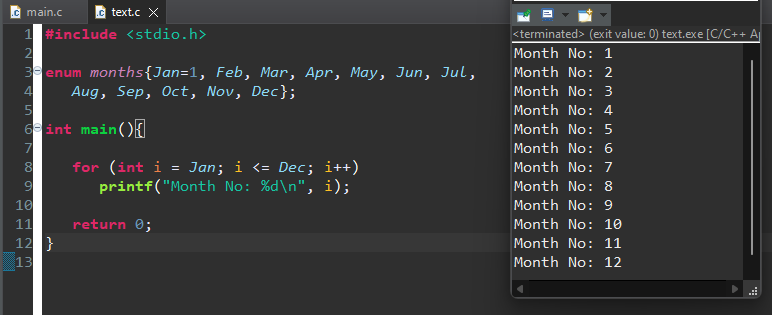 main.c
text.c
1 #include <stdio.h>
2
3 enum months{Jan=1, Feb, Mar, Apr, May, Jun, Jul,
4 Aug, Sep, Oct, Nov, Dec};
5
6 int main(){
7
8 for (int i = Jan; i <= Dec; i++)
9 printf("Month No: %d\n", i);
10
11 return 0;
12 }
13
<terminated> (exit value: 0) text.exe [C/C++ Ap
Month No: 1
Month No: 2
Month No: 3
Month No: 4
Month No: 5
Month No: 6
Month No: 7
Month No: 8
Month No: 9
Month No: 10
Month No: 11
Month No: 12